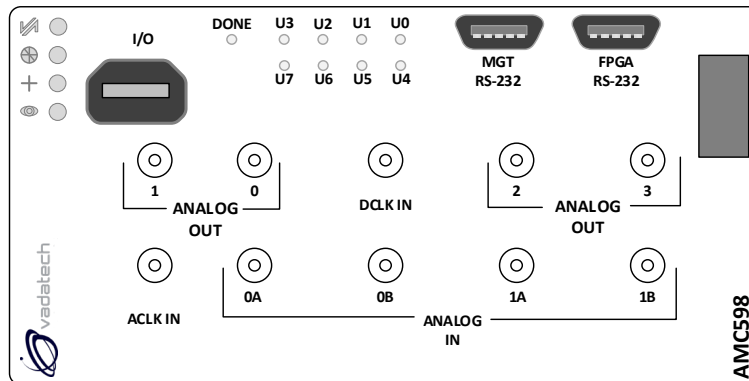 DONE U3 U2 U1 U0
I/O
U7 U6 U5 U4
MGT
RS-232
FPGA
RS-232
1 0
ANALOG
OUT
DCLK IN
2 3
ANALOG
OUT
ACLK IN
0A 0B 1A 1B
ANALOG
IN
vadatech
AMC598